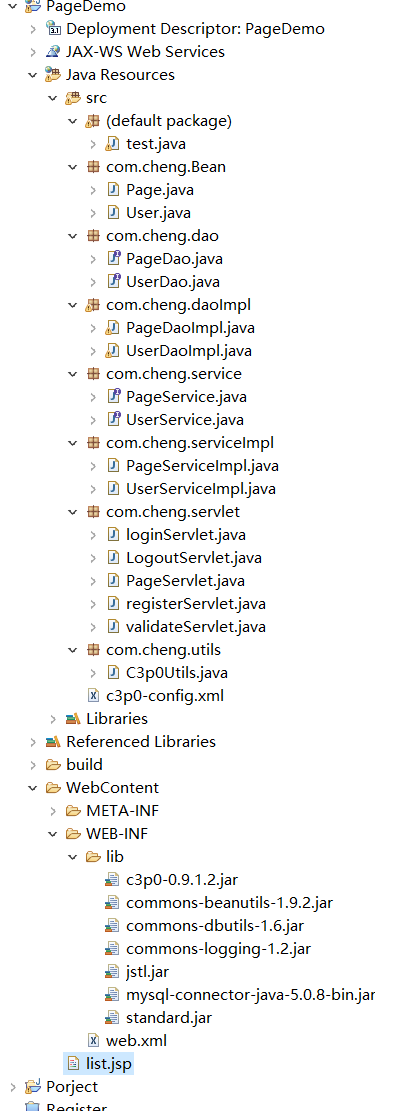 PageDemo
3.1 Deployment Descriptor: PageDemo
JAX-WS Web Services
Java Resources
src
(default package)
test.java
com.cheng.Bean
Page.java
User.java
com.cheng.dao
PageDao.java
UserDao.java
com.cheng.daoImpl
PageDaoImpl.java
UserDaoImpl.java
com.cheng.service
PageService.java
UserService.java
com.cheng.serviceImpl
PageServiceImpl.java
UserServiceImpl.java
com.cheng.servlet
loginServlet.java
LogoutServlet.java
PageServlet.java
registerServlet.java
validateServlet.java
com.cheng.utils
C3p0Utils.java
c3p0-config.xml
Libraries
Referenced Libraries
build
WebContent
META-INF
WEB-INF
lib
c3p0-0.9.1.2.jar
commons-beanutils-1.9.2.jar
commons-dbutils-1.6.jar
commons-logging-1.2.jar
jstl.jar
mysql-connector-java-5.0.8-bin.jar
standard.jar
web.xml
list.jsp
Porject
Register